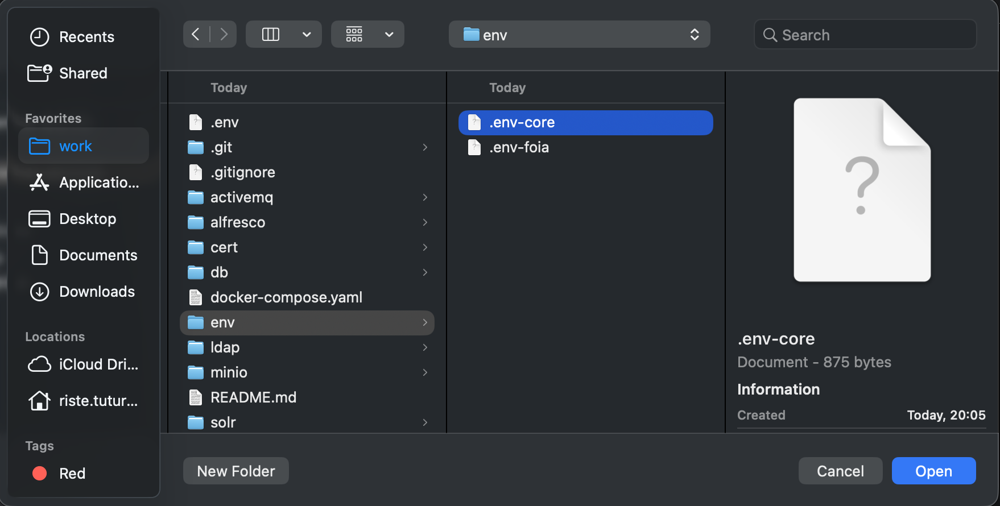 Recents
Shared
Favorites
work
Applicatio...
Desktop
Documents
Downloads
Locations
iCloud Dri...
riste.tutur...
Tags
Red
env
Search
Today
.env
.git
.gitignore
activemq
alfresco
cert
db
docker-compose.yaml
env
ldap
minio
README.md
solr
Today
.env-core
.env-foia
?
.env-core
Document - 875 bytes
Information
Created Today, 20:05
New Folder
Cancel
Open